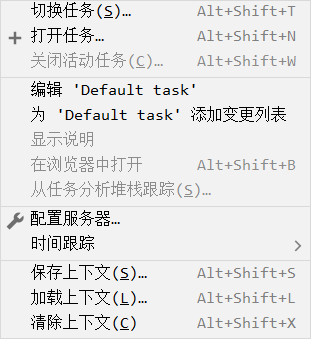 切换任务(S)… Alt+Shift+T
打开任务… Alt+Shift+N
关闭活动任务(C)… Alt+Shift+W
编辑 'Default task'
为 'Default task' 添加变更列表
显示说明
在浏览器中打开 Alt+Shift+B
从任务分析堆栈跟踪(S)…
配置服务器…
时间跟踪
保存上下文(S)… Alt+Shift+S
加载上下文(L)… Alt+Shift+L
清除上下文(C) Alt+Shift+X